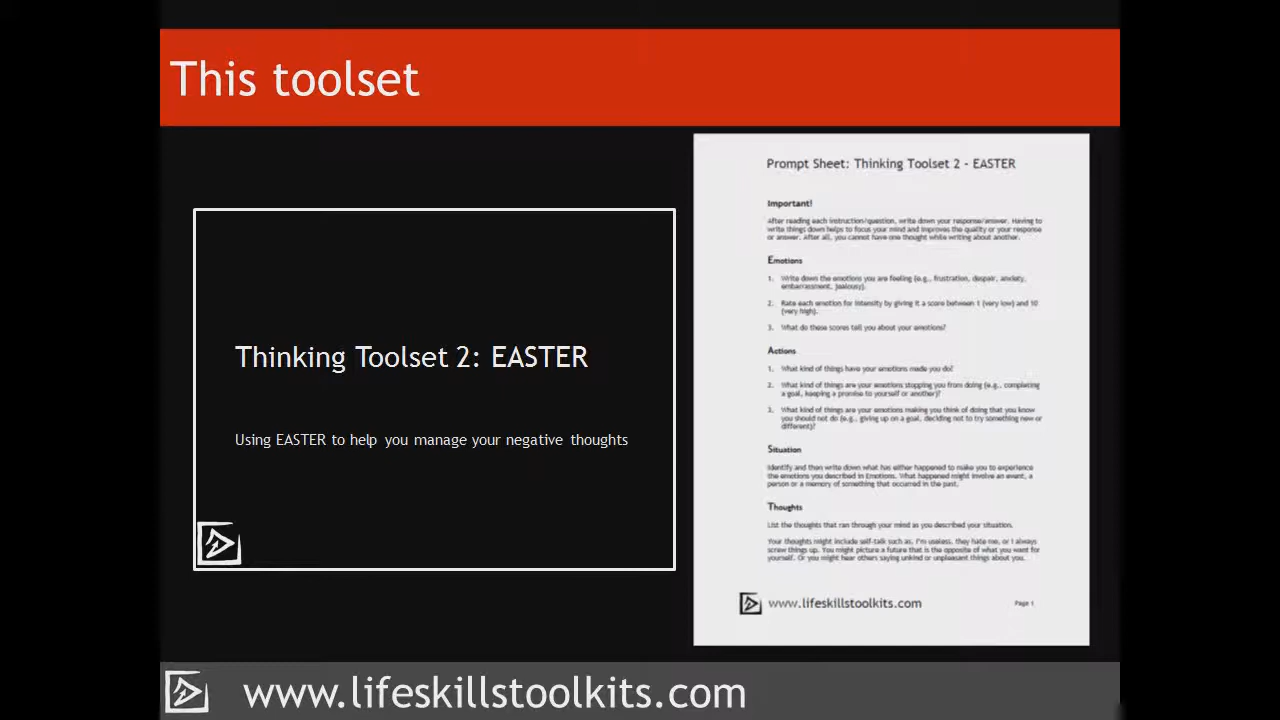 This toolset
Thinking Toolset 2: EASTER
Using EASTER to help you manage your negative thoughts
Prompt Sheet: Thinking Toolset 2 - EASTER
Important!
After reading each instruction/question, write down your response/answer. Having to
write things down helps to focus your mind and improves the quality or your response
or answer. After all, you cannot have one thought while writing about another.
Emotions
1. Write down the emotions you are feeling (e.g., frustration, despair, anxiety,
embarrassment, jealousy).
2. Rate each emotion for intensity by giving it a score between 1 (very low) and 10
(very high).
3. What do these scores tell you about your emotions?
Actions
1. What kind of things have your emotions made you do?
2. What kind of things are your emotions stopping you from doing (e.g., completing
a goal, keeping a promise to yourself or another)?
3. What kind of things are your emotions making you think of doing that you know
you should not do (e.g., giving up on a goal, deciding not to try something new or
different)?
Situation
Identify and then write down what has either happened to make you to experience
the emotions you described in Emotions. What happened might involve an event, a
person or a memory of something that occurred in the past.
Thoughts
List the thoughts that ran through your mind as you described your situation.
Your thoughts might include self-talk such as, I'm useless, they hate me, or I always
screw things up. You might picture a future that is the opposite of what you want for
yourself. Or you might hear others saying unkind or unpleasant things about you.
www.lifeskillstoolkits.com
Page 1
www.lifeskillstoolkits.com